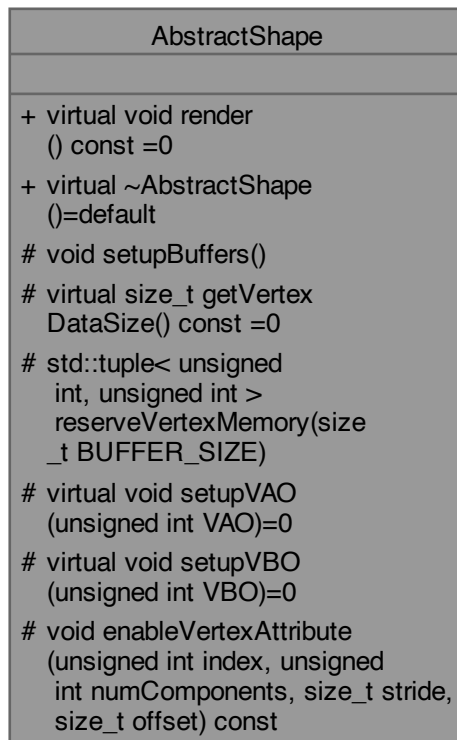 AbstractShape
+ virtual void render
() const =0
+ virtual ~AbstractShape
()=default
# void setupBuffers()
# virtual size_t getVertex
DataSize() const =0
# std::tuple< unsigned
int, unsigned int >
reserveVertexMemory(size
_t BUFFER_SIZE)
# virtual void setupVAO
(unsigned int VAO)=0
# virtual void setupVBO
(unsigned int VBO)=0
# void enableVertexAttribute
(unsigned int index, unsigned
int numComponents, size_t stride,
size_t offset) const